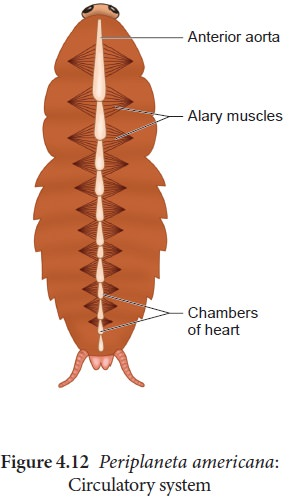 Anterior aorta
Alary muscles
Chambers
of heart
Figure 4.12 Periplaneta americana:
Circulatory system